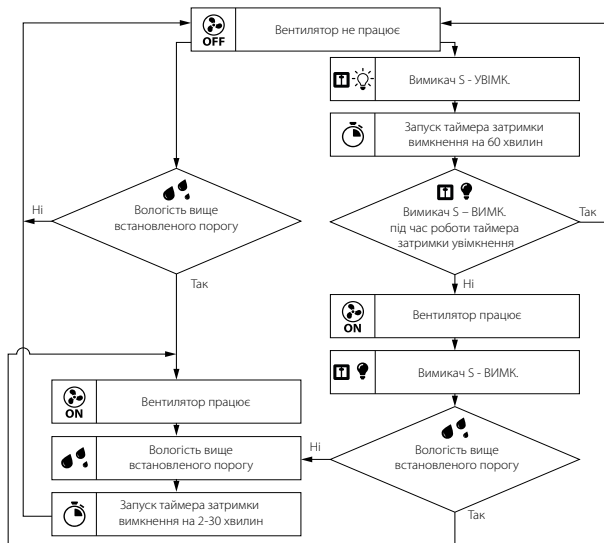 OFF
Вентилятор не працює
Вимикач S - УВІМК.
Запуск таймера затримки
вимкнення на 60 хвилин
Ні
Вологість вище
встановленого порогу
Так
Вимикач S – ВИМК.
під час роботи таймера
затримки увімкнення
Так
Ні
ON
Вентилятор працює
Вимикач S - ВИМК.
ON
Вентилятор працює
Вологість вище
встановленого порогу
Запуск таймера затримки
вимкнення на 2-30 хвилин
Ні
Вологість вище
встановленого порогу
Так